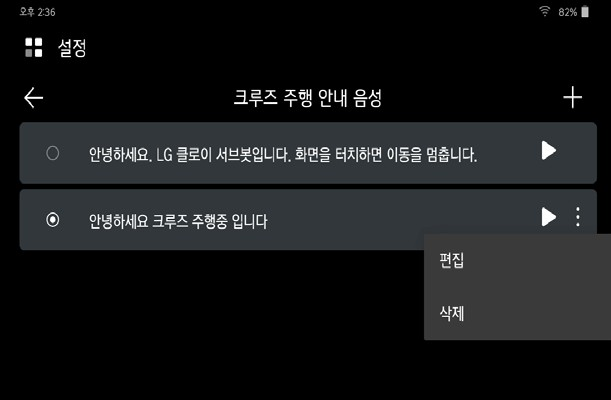 오후 2:36
82%
설정
크루즈 주행 안내 음성
안녕하세요. LG 클로이 서브봇입니다. 화면을 터치하면 이동을 멈춥니다.
안녕하세요 크루즈 주행중 입니다
편집
삭제